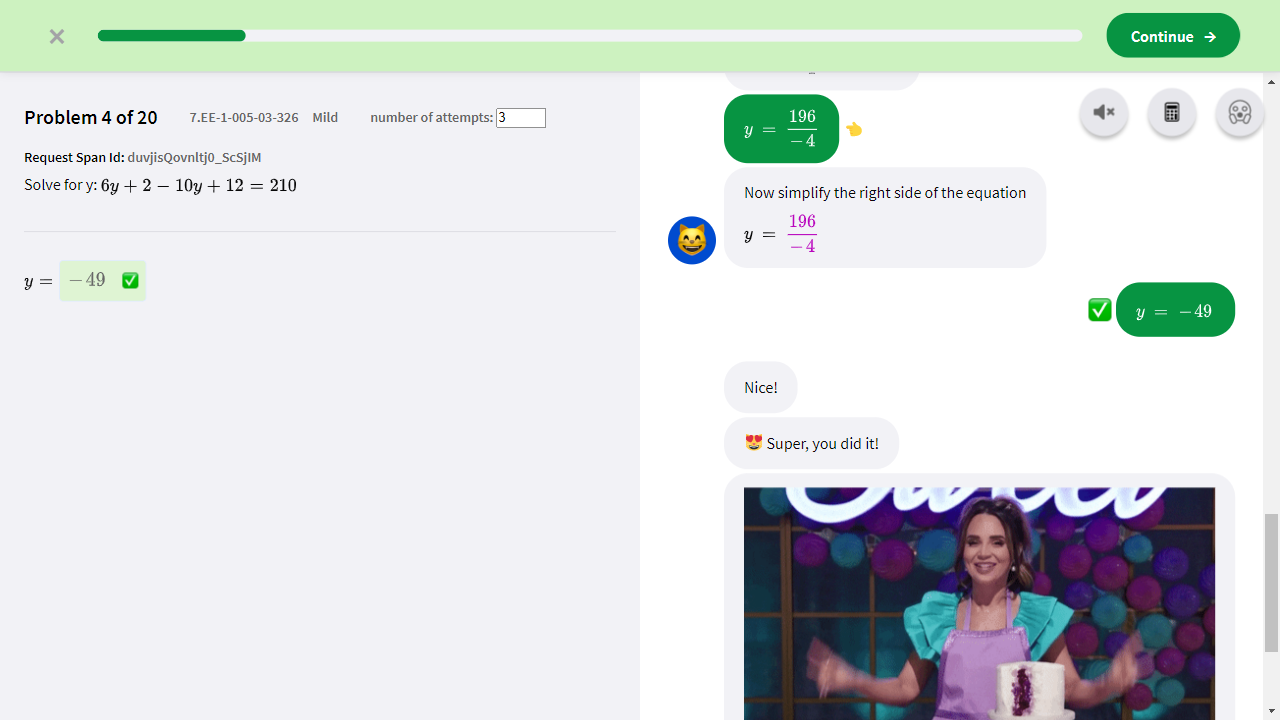 Continue →
Problem 4 of 20 7.EE-1-005-03-326 Mild number of attempts: 3
Request Span Id: duvjisQovnltj0_ScSjIM
Solve for y: 6y + 2 − 10y + 12 = 210
y = −49
y = 196/−4
Now simplify the right side of the equation
y = 196/−4
y = −49
Nice!
Super, you did it!